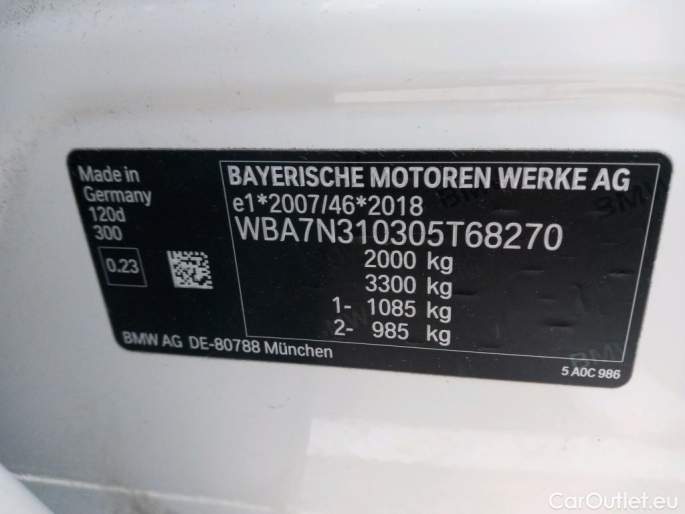 Made in
Germany
120d
300
0.23
BAYERISCHE MOTOREN WERKE AG
e1*2007/46*2018
WBA7N310305T68270
2000 kg
3300 kg
1- 1085 kg
2- 985 kg
BMW AG DE-80788 München
5 A0C 986
CarOutlet.eu